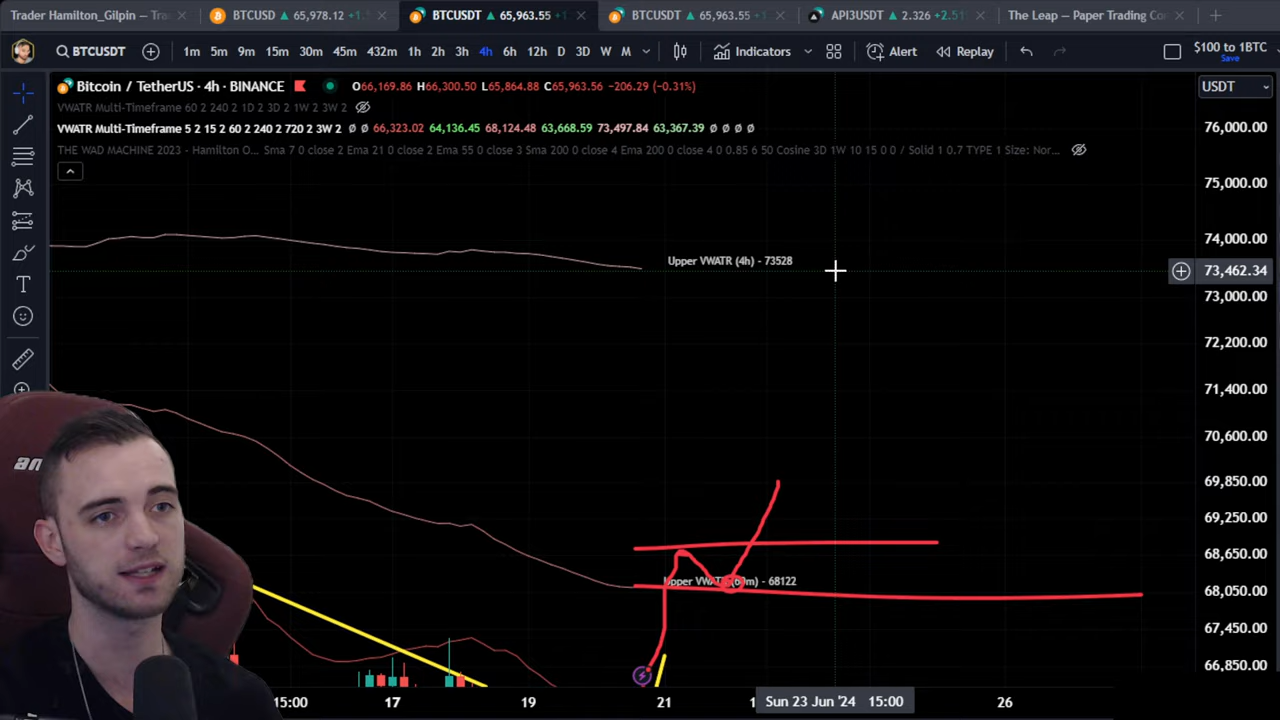 Trader Hamilton_Gilpin —
BTCUSD ▲ 65,978.12
BTCUSDT ▲ 65,963.55
BTCUSDT ▲ 65,963.55
API3USDT ▲ 2.326
The Leap — Paper Trading
BTCUSDT 1m 5m 9m 15m 30m 45m 432m 1h 2h 3h 4h 6h 12h D 3D W M Indicators Alert Replay $100 to 1BTC
Save
Bitcoin / TetherUS · 4h · BINANCE O66,169.86 H66,300.50 L65,864.88 C65,963.56 −206.29 (−0.31%)
USDT
VWATR Multi-Timeframe 60 2 240 2 1D 2 3D 2 1W 2 3W 2
VWATR Multi-Timeframe 5 2 15 2 60 2 240 2 720 2 3W 2 ∅ ∅ 66,323.02 64,136.45 68,124.48 63,668.59 73,497.84 63,367.39 ∅ ∅ ∅ ∅
THE WAD MACHINE 2023 - Hamilton O... Sma 7 0 close 2 Ema 21 0 close 2 Ema 55 0 close 3 Sma 200 0 close 4 Ema 200 0 close 4 0 0.85 6 50 Cosine 3D 1W 10 15 0 0 / Solid 1 0.7 TYPE 1 Size: Nor...
76,000.00
75,000.00
74,000.00
Upper VWATR (4h) - 73528
73,462.34
73,000.00
72,200.00
71,400.00
70,600.00
69,850.00
69,250.00
68,650.00
Upper VWATR (60m) - 68122
68,050.00
67,450.00
66,850.00
15:00 17 19 21 Sun 23 Jun '24 15:00 26